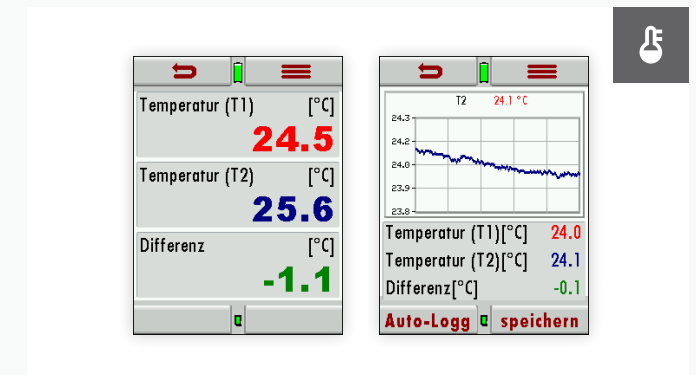 Temperatur (T1) [°C]
24.5
Temperatur (T2) [°C]
25.6
Differenz [°C]
-1.1
T2 24.1 °C
24.3
24.2
24.0
23.9
23.8
Temperatur (T1)[°C] 24.0
Temperatur (T2)[°C] 24.1
Differenz[°C] -0.1
Auto-Logg speichern